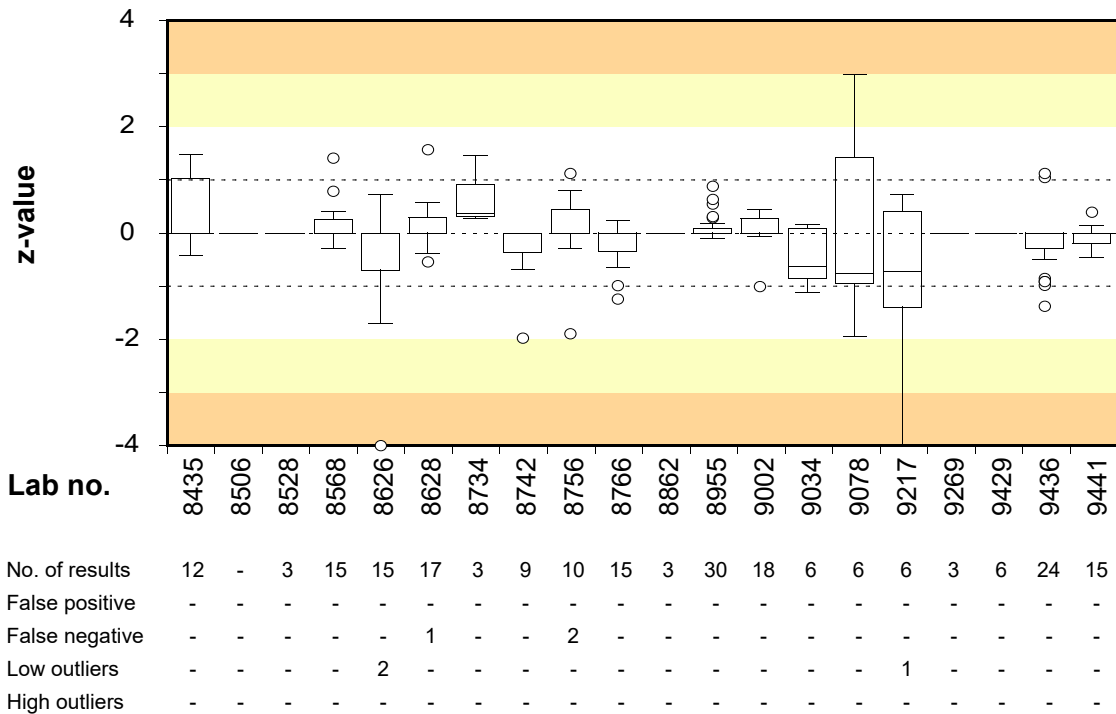 4
2
z-value
0
-2
-4
Lab no.
8435 8506 8528 8568 8626 8628 8734 8742 8756 8766 8862 8955 9002 9034 9078 9217 9269 9429 9436 9441
No. of results 12 - 3 15 15 17 3 9 10 15 3 30 18 6 6 6 3 6 24 15
False positive - - - - - - - - - - - - - - - - - - - -
False negative - - - - - 1 - - 2 - - - - - - - - - - -
Low outliers - - - - 2 - - - - - - - - - - 1 - - - -
High outliers - - - - - - - - - - - - - - - - - - - -